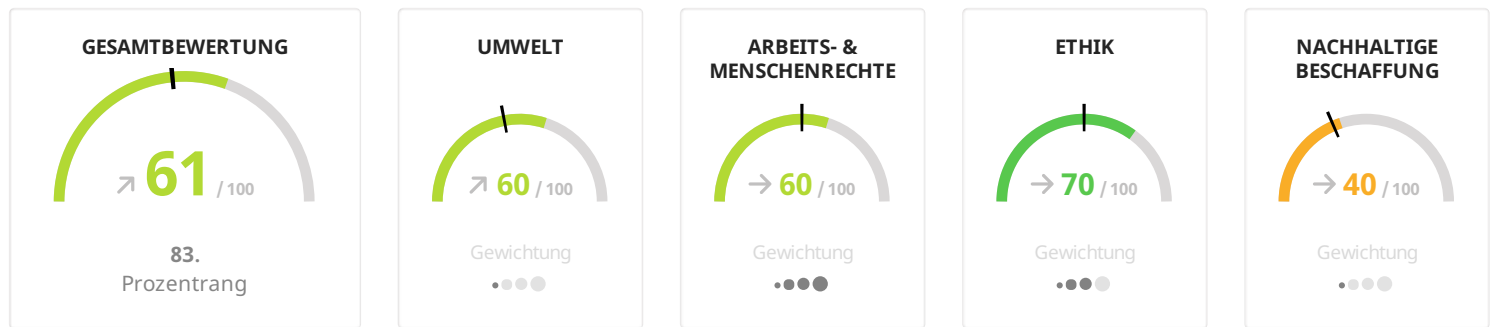 GESAMTBEWERTUNG
61 / 100
83.
Prozentrang
UMWELT
60 / 100
Gewichtung
ARBEITS- &
MENSCHENRECHTE
60 / 100
Gewichtung
ETHIK
70 / 100
Gewichtung
NACHHALTIGE
BESCHAFFUNG
40 / 100
Gewichtung